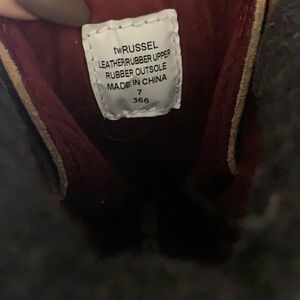 twRUSSEL
LEATHER/RUBBER UPPER
RUBBER OUTSOLE
MADE IN CHINA
7
366